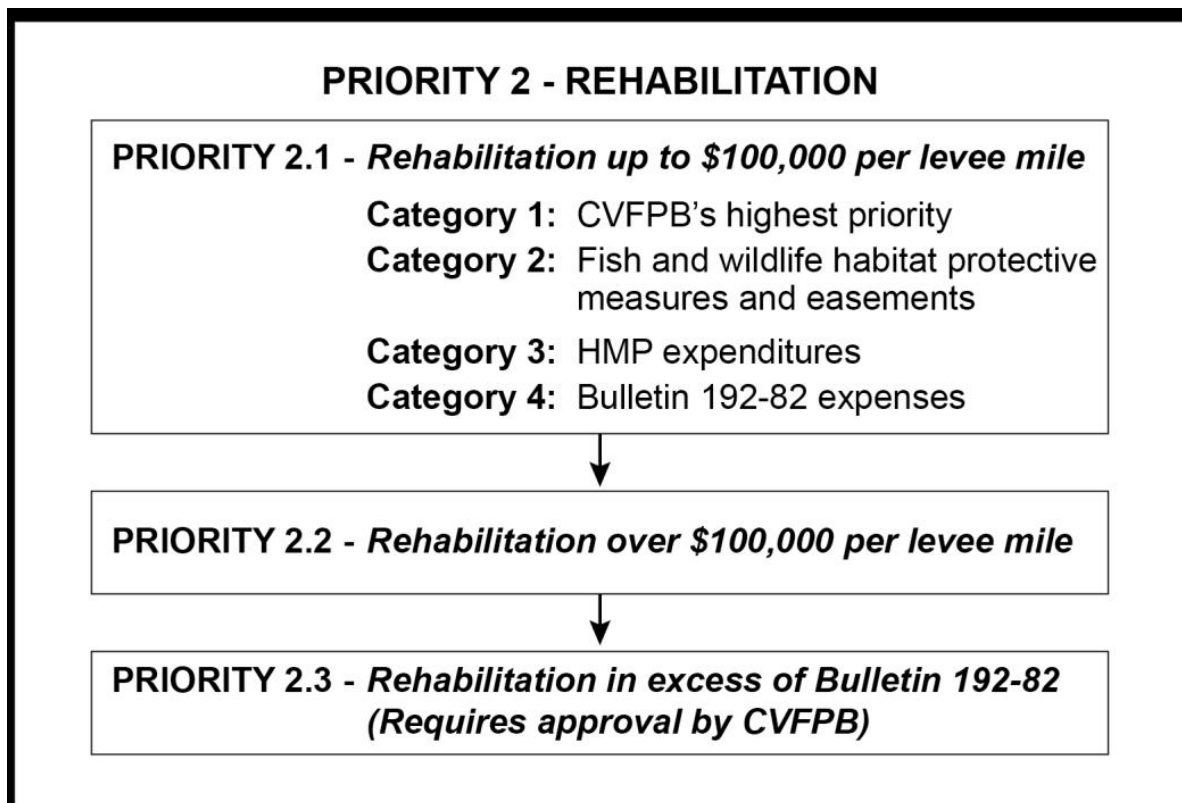 PRIORITY 2 - REHABILITATION
PRIORITY 2.1 - Rehabilitation up to $100,000 per levee mile
Category 1: CVFPB’s highest priority
Category 2: Fish and wildlife habitat protective
measures and easements
Category 3: HMP expenditures
Category 4: Bulletin 192-82 expenses
PRIORITY 2.2 - Rehabilitation over $100,000 per levee mile
PRIORITY 2.3 - Rehabilitation in excess of Bulletin 192-82
(Requires approval by CVFPB)